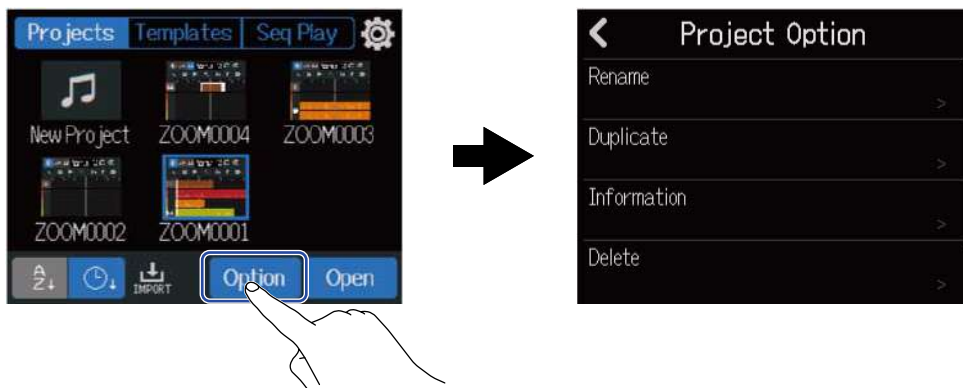 Projects Templates Seq Play
New Project ZOOM0004 ZOOM0003
ZOOM0002 ZOOM0001
A
Z
IMPORT
Option Open
Project Option
Rename
>
Duplicate
>
Information
>
Delete
>